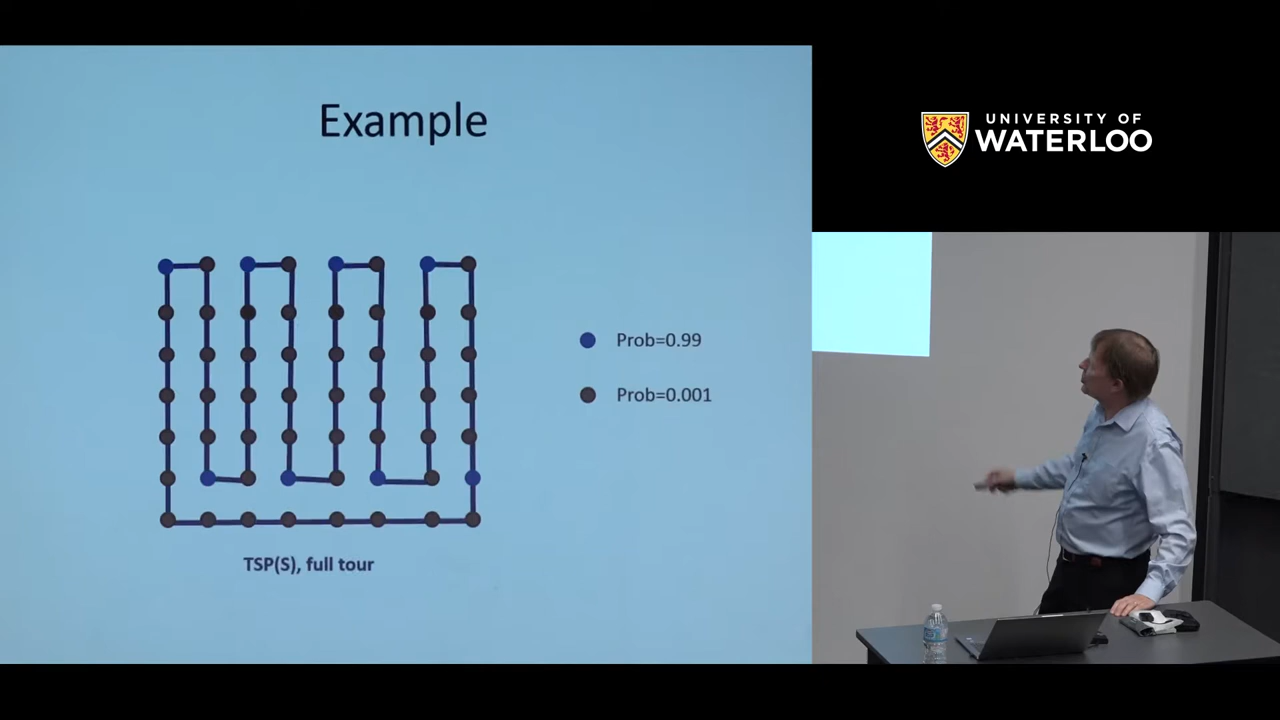 Example
Prob=0.99
Prob=0.001
TSP(S), full tour
UNIVERSITY OF
WATERLOO